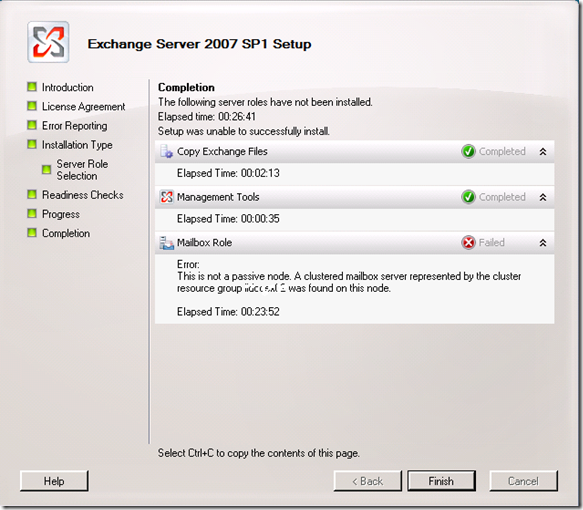 Exchange Server 2007 SP1 Setup
Introduction
License Agreement
Error Reporting
Installation Type
Server Role
Selection
Readiness Checks
Progress
Completion
Completion
The following server roles have not been installed.
Elapsed time: 00:26:41
Setup was unable to successfully install.
Copy Exchange Files Completed
Elapsed Time: 00:02:13
Management Tools Completed
Elapsed Time: 00:00:35
Mailbox Role Failed
Error:
This is not a passive node. A clustered mailbox server represented by the cluster
resource group was found on this node.
Elapsed Time: 00:23:52
Select Ctrl+C to copy the contents of this page.
Help
< Back
Finish
Cancel